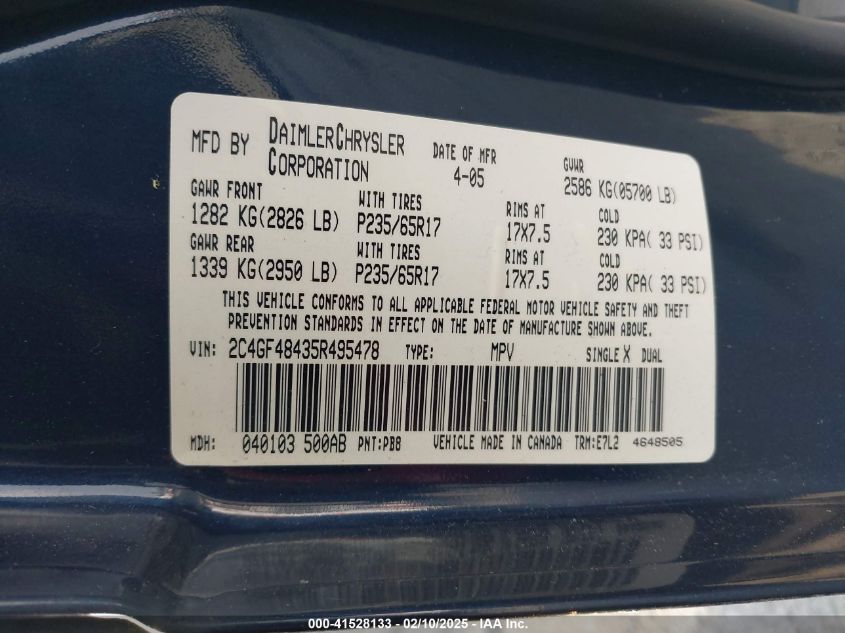 MFD BY DAIMLERCHRYSLER CORPORATION DATE OF MFR 4-05 GVWR 2586 KG(05700 LB)
GAWR FRONT WITH TIRES RIMS AT COLD
1282 KG(2826 LB) P235/65R17 17X7.5 230 KPA( 33 PSI)
GAWR REAR WITH TIRES RIMS AT COLD
1339 KG(2950 LB) P235/65R17 17X7.5 230 KPA( 33 PSI)
THIS VEHICLE CONFORMS TO ALL APPLICABLE FEDERAL MOTOR VEHICLE SAFETY AND THEFT
PREVENTION STANDARDS IN EFFECT ON THE DATE OF MANUFACTURE SHOWN ABOVE.
VIN: 2C4GF48435R495478 TYPE: MPV SINGLE X DUAL
MDH: 040103 500AB PNT:PB8 VEHICLE MADE IN CANADA TRM:E7L2 4648505
000-41528133 - 02/10/2025 - IAA Inc.